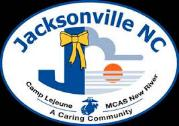 Jacksonville NC
Camp Lejeune
MCAS New River
A Caring Community